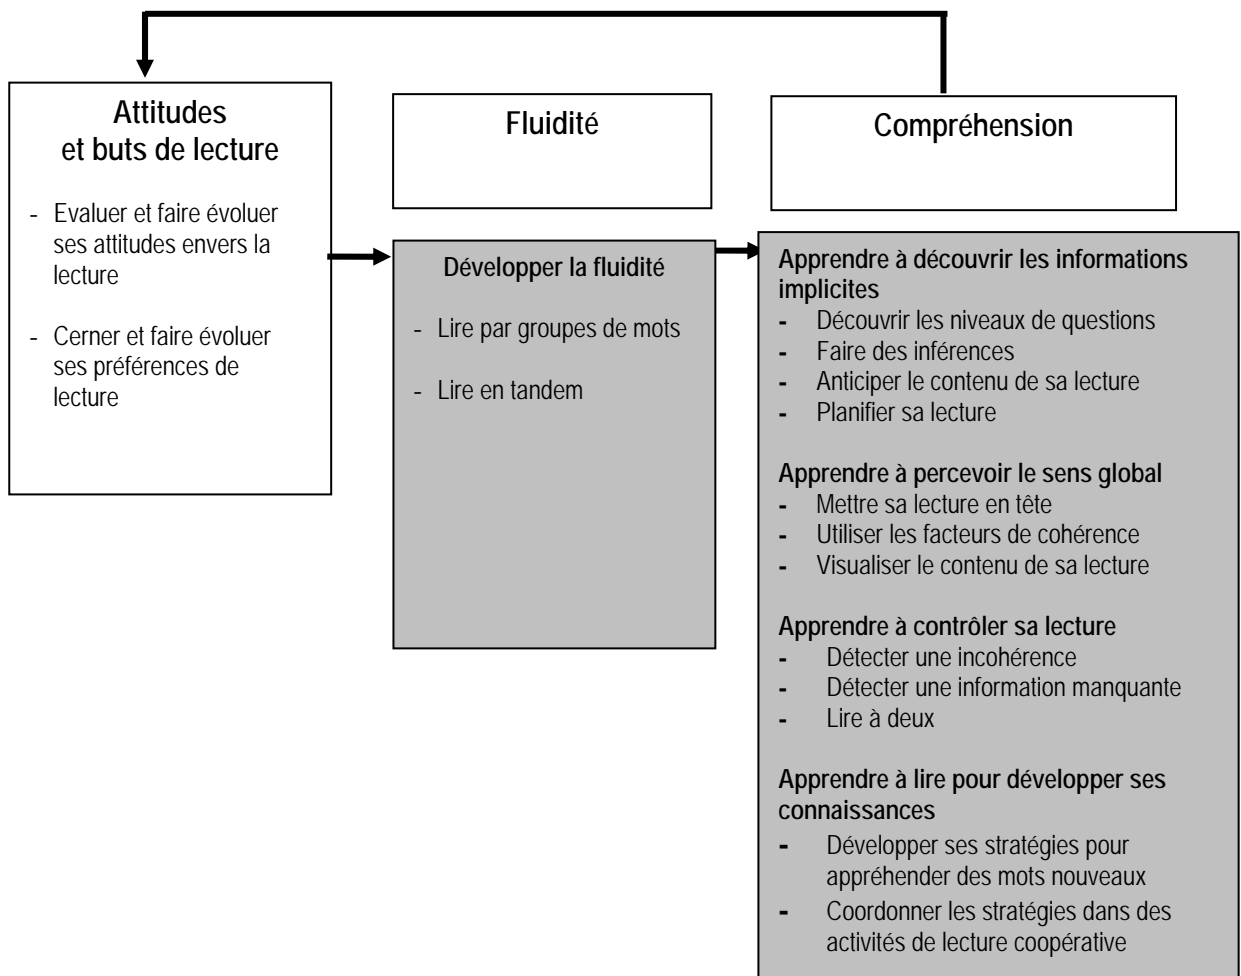 Attitudes
et buts de lecture
- Evaluer et faire évoluer
ses attitudes envers la
lecture
- Cerner et faire évoluer
ses préférences de
lecture
Fluidité
Développer la fluidité
- Lire par groupes de mots
- Lire en tandem
Compréhension
Apprendre à découvrir les informations
implicites
- Découvrir les niveaux de questions
- Faire des inférences
- Anticiper le contenu de sa lecture
- Planifier sa lecture
Apprendre à percevoir le sens global
- Mettre sa lecture en tête
- Utiliser les facteurs de cohérence
- Visualiser le contenu de sa lecture
Apprendre à contrôler sa lecture
- Détecter une incohérence
- Détecter une information manquante
- Lire à deux
Apprendre à lire pour développer ses
connaissances
- Développer ses stratégies pour
appréhender des mots nouveaux
- Coordonner les stratégies dans des
activités de lecture coopérative